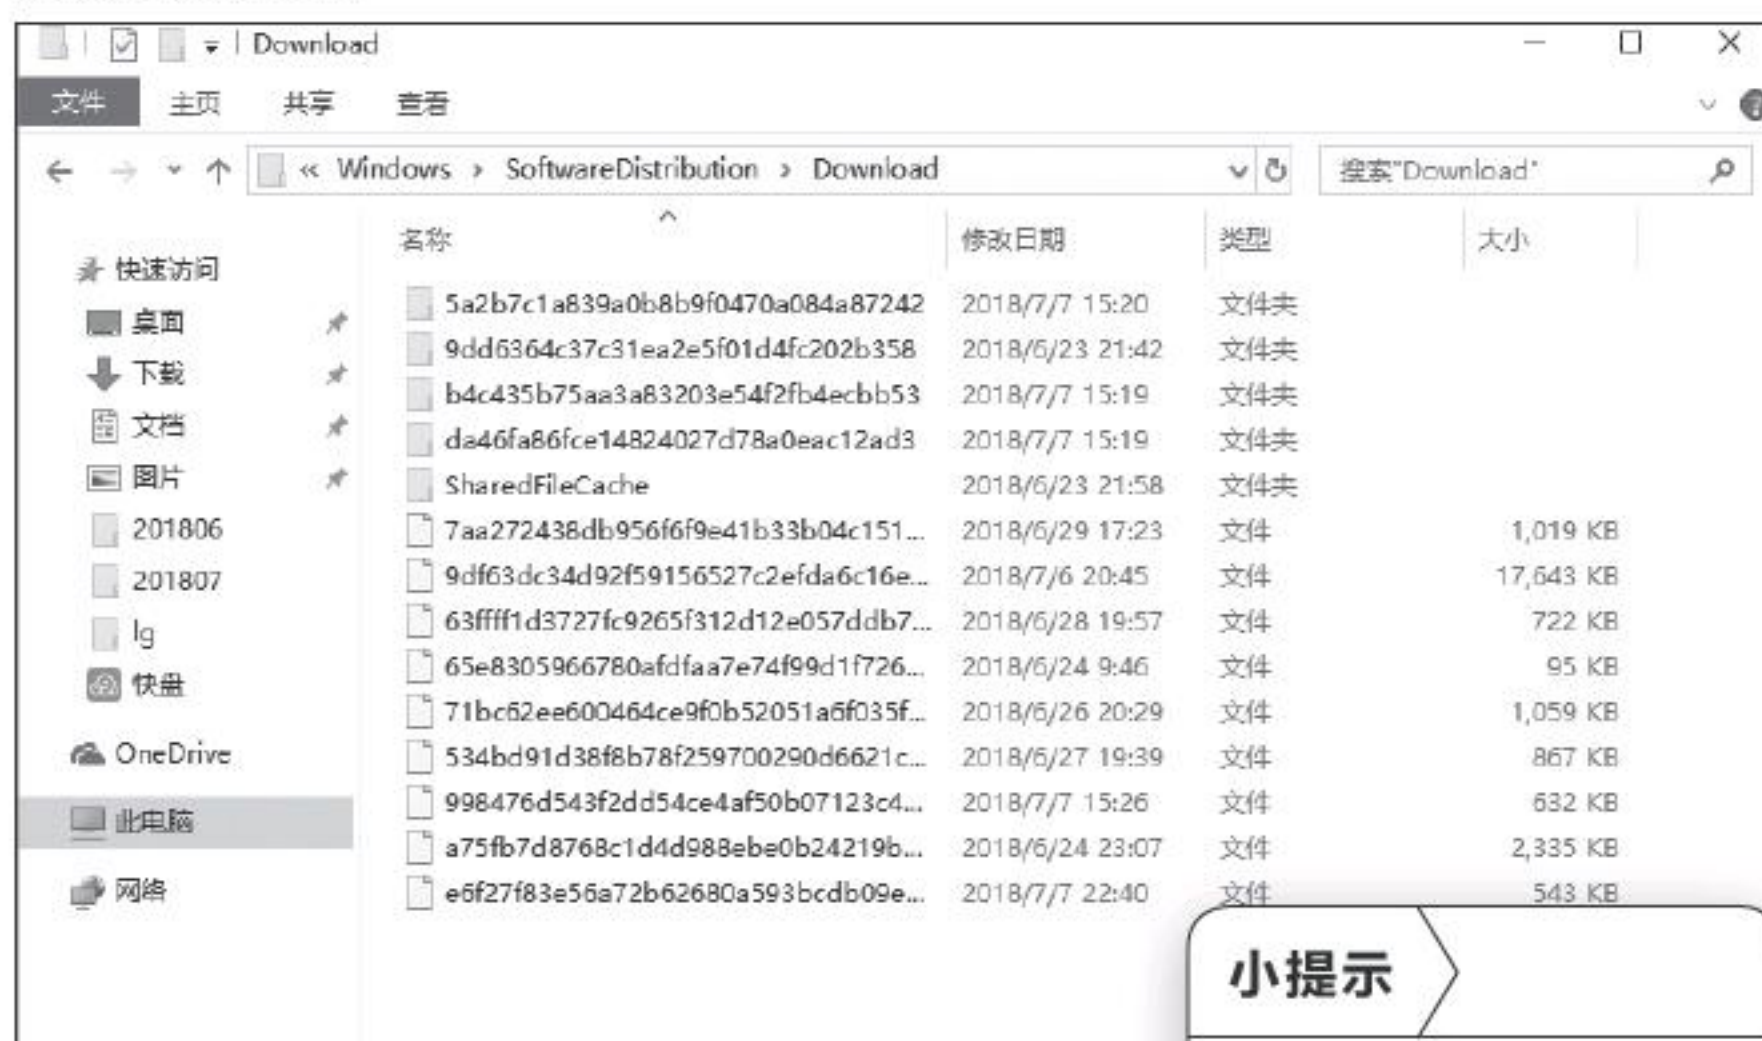 Download
文件 主页 共享 查看
« Windows › SoftwareDistribution › Download 搜索"Download"
名称 修改日期 类型 大小
快速访问
桌面
下载
文档
图片
201806
201807
lg
快盘
OneDrive
此电脑
网络
5a2b7c1a839a0b8b9f0470a084a87242 2018/7/7 15:20 文件夹
9dd6364c37c31ea2e5f01d4fc202b358 2018/6/23 21:42 文件夹
b4c435b75aa3a83203e54f2fb4ecbb53 2018/7/7 15:19 文件夹
da46fa86fce14824027d78a0eac12ad3 2018/7/7 15:19 文件夹
SharedFileCache 2018/6/23 21:58 文件夹
7aa272438db956f6f9e41b33b04c151... 2018/6/29 17:23 文件 1,019 KB
9df63dc34d92f59156527c2efda6c16e... 2018/7/6 20:45 文件 17,643 KB
63ffff1d3727fc9265f312d12e057ddb7... 2018/6/28 19:57 文件 722 KB
65e8305966780afdfaa7e74f99d1f726... 2018/6/24 9:46 文件 95 KB
71bc62ee600464ce9f0b52051a6f035f... 2018/6/26 20:29 文件 1,059 KB
534bd91d38f8b78f259700290d6621c... 2018/6/27 19:39 文件 867 KB
998476d543f2dd54ce4af50b07123c4... 2018/7/7 15:26 文件 632 KB
a75fb7d8768c1d4d988ebe0b24219b... 2018/6/24 23:07 文件 2,335 KB
e6f27f83e56a72b62680a593bcdb09e... 2018/7/7 22:40 文件 543 KB
小提示